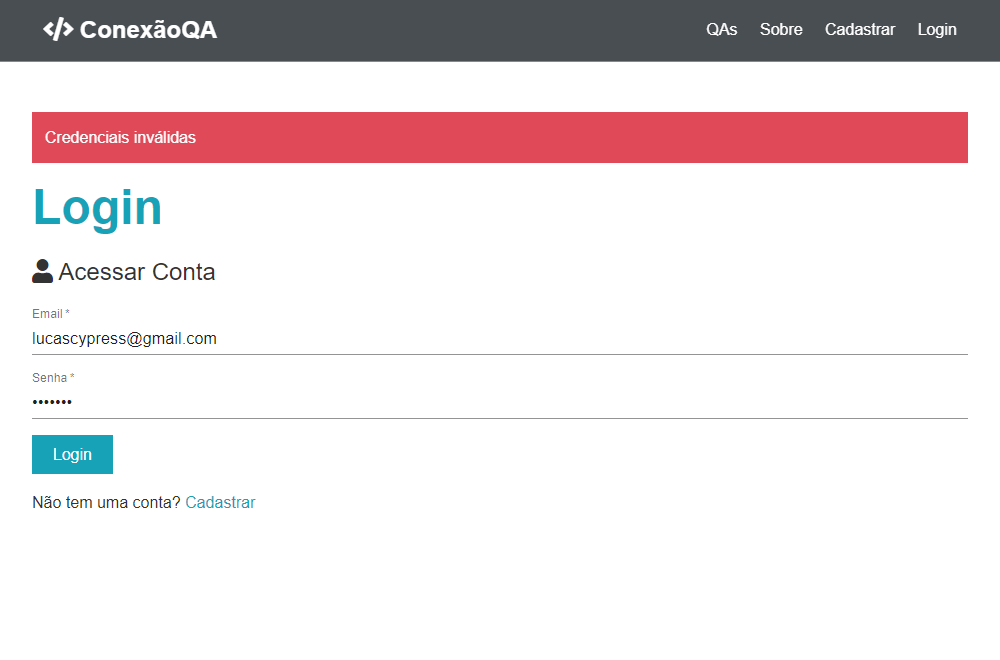 ConexãoQA
QAs Sobre Cadastrar Login
Credenciais inválidas
Login
Acessar Conta
Email *
lucascypress@gmail.com
Senha *
•••••••
Login
Não tem uma conta? Cadastrar